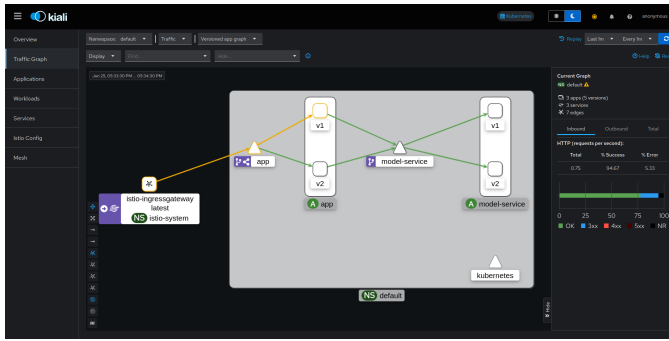 kiali
Kubernetes
anonymous
Overview
Traffic Graph
Applications
Workloads
Services
Istio Config
Mesh
Namespace: default
Traffic
Versioned app graph
Replay
Last 1m
Every 1m
Display
Find...
Hide...
Help
Jun 25, 05:33:30 PM - 05:34:30 PM
v1
v1
app
model-service
v2
v2
A app
A model-service
istio-ingressgateway
latest
NS istio-system
kubernetes
NS default
Hide
Current Graph
NS default
3 apps (5 versions)
3 services
7 edges
Inbound
Outbound
Total
HTTP (requests per second):
Total
% Success
% Error
0.75
94.67
5.33
0
25
50
75
100
OK
3xx
4xx
5xx
NR